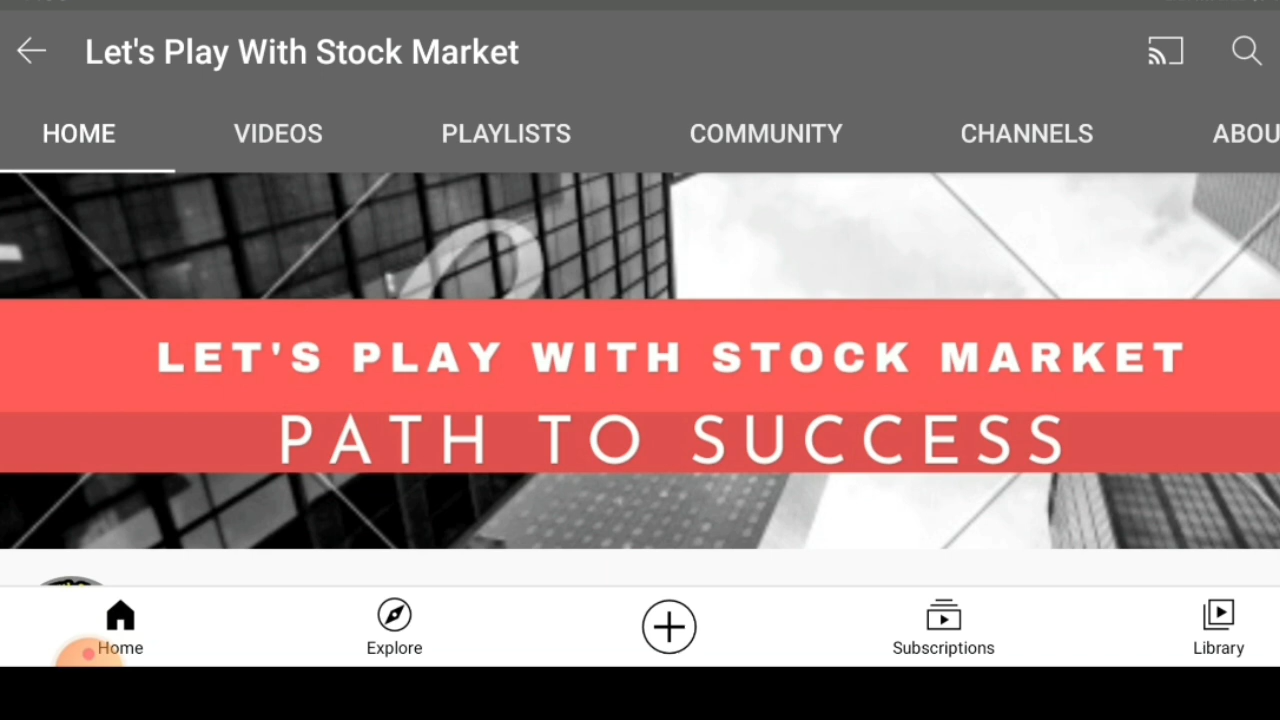 Let's Play With Stock Market
HOME VIDEOS PLAYLISTS COMMUNITY CHANNELS ABOU
LET'S PLAY WITH STOCK MARKET
PATH TO SUCCESS
Home Explore Subscriptions Library